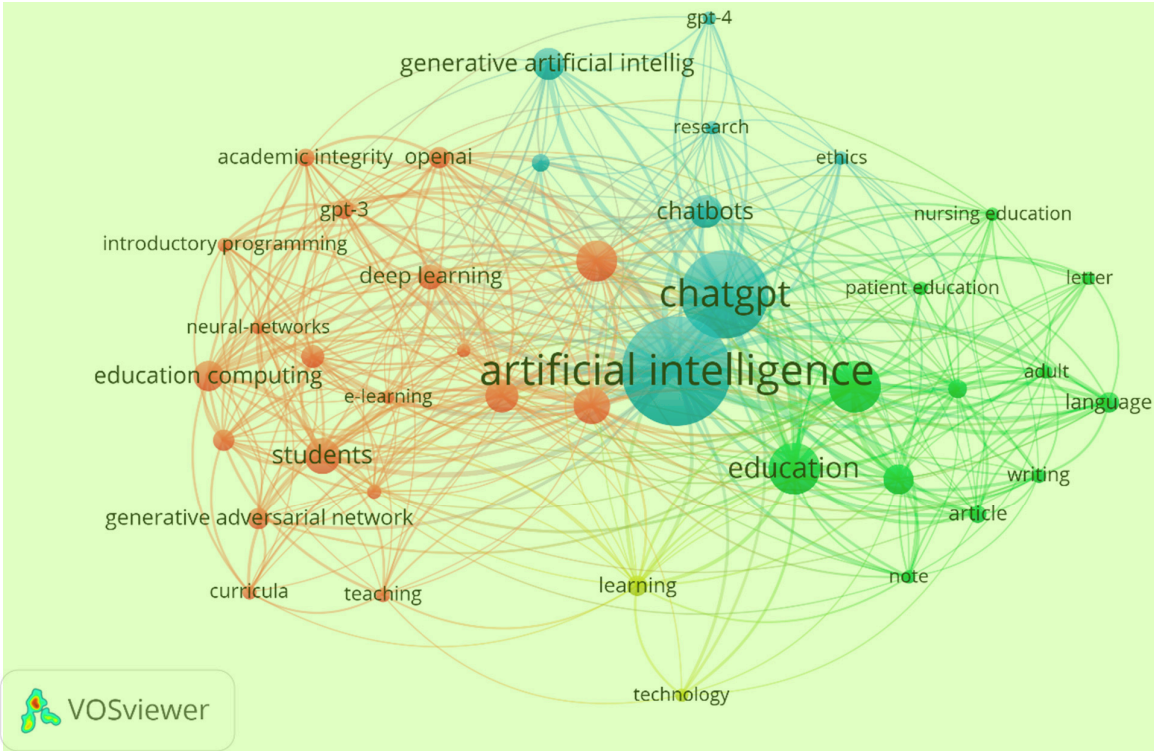 gpt-4
generative artificial intellig
research
academic integrity
openai
ethics
gpt-3
chatbots
nursing education
introductory programming
deep learning
chatgpt
patient education
letter
neural-networks
artificial intelligence
education computing
adult
e-learning
language
students
education
writing
generative adversarial network
article
curricula
teaching
learning
note
technology
VOSviewer